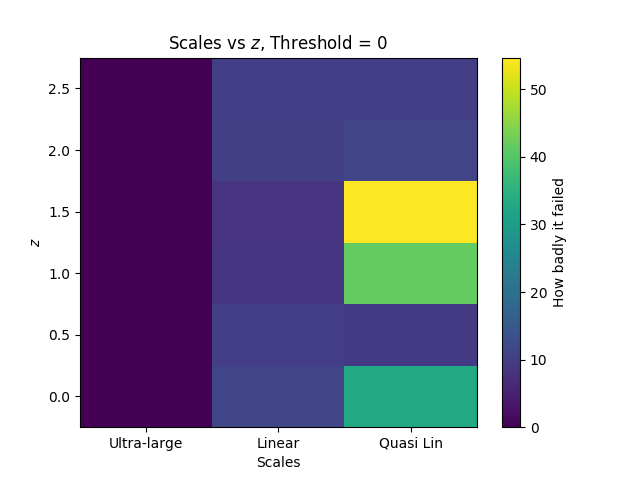 Scales vs z, Threshold = 0
2.5
2.0
1.5
1.0
0.5
0.0
z
Ultra-large
Linear
Quasi Lin
Scales
50
40
30
20
10
0
How badly it failed